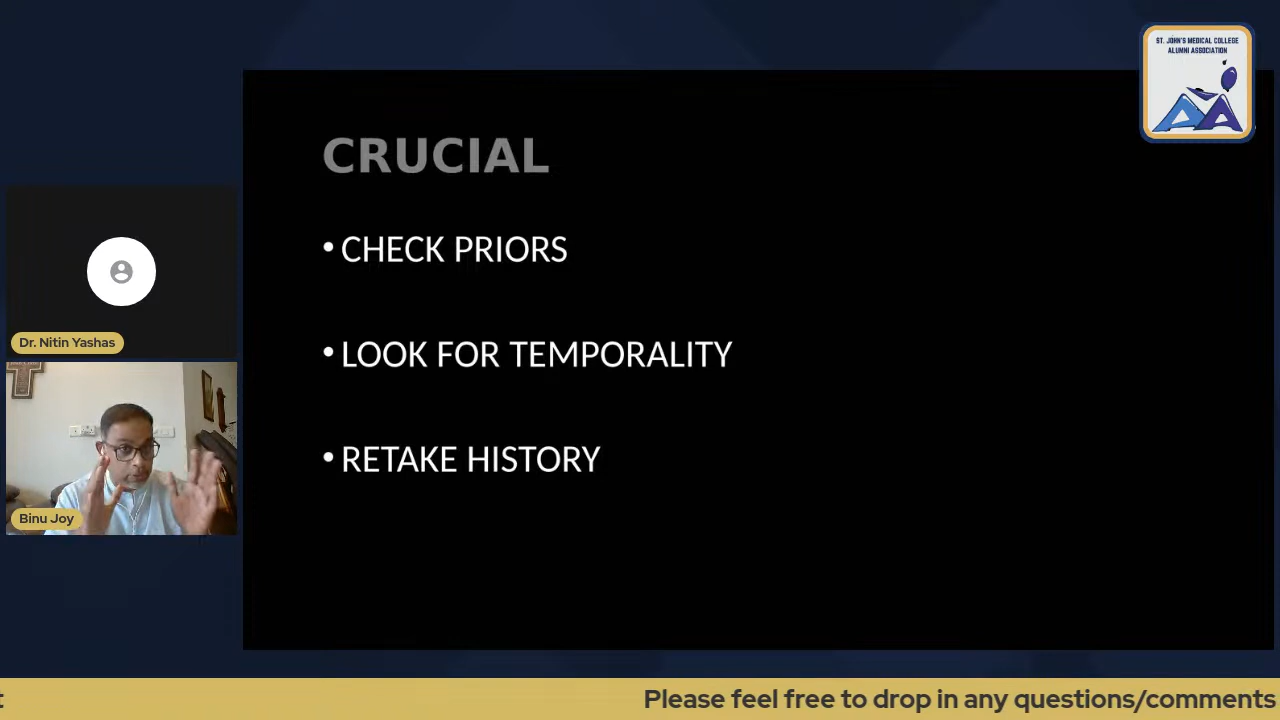 ST. JOHN'S MEDICAL COLLEGE
ALUMNI ASSOCIATION
CRUCIAL
• CHECK PRIORS
• LOOK FOR TEMPORALITY
• RETAKE HISTORY
Dr. Nitin Yashas
Binu Joy
Please feel free to drop in any questions/comments